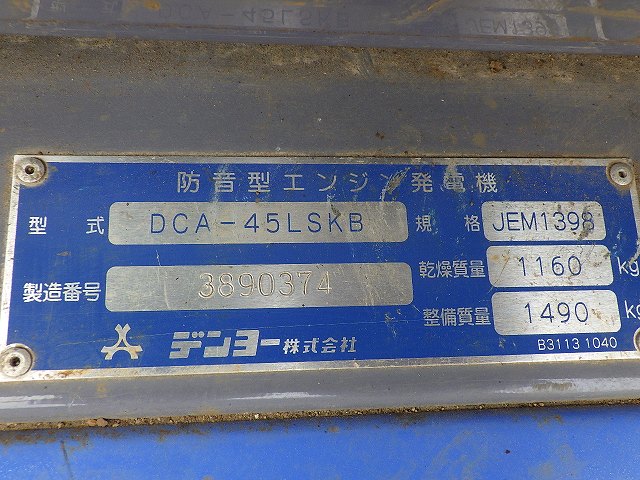 防音型エンジン発電機
型式 DCA-45LSKB 規格 JEM1398
製造番号 3890374 乾燥質量 1160 kg
整備質量 1490 kg
デンヨー株式会社 B3113 1040